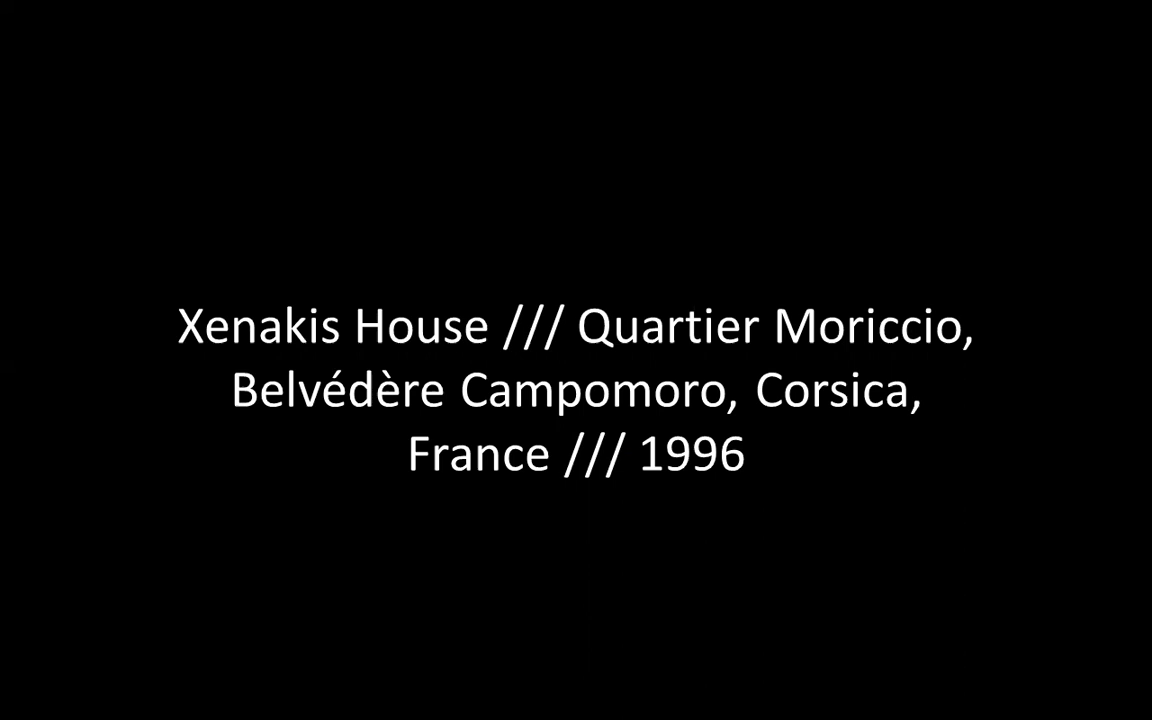 Xenakis House /// Quartier Moriccio,
Belvédère Campomoro, Corsica,
France /// 1996